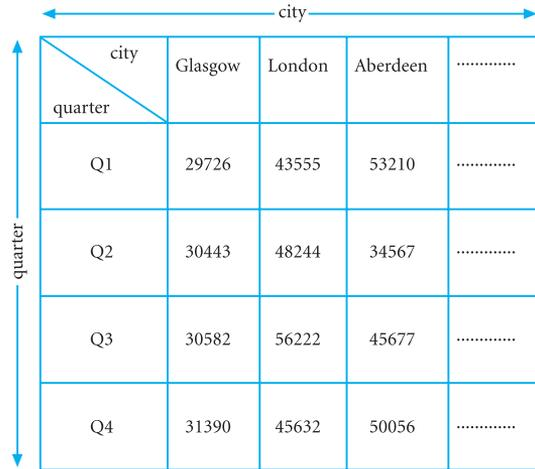 city
city Glasgow London Aberdeen .............
quarter
quarter
Q1 29726 43555 53210 .............
Q2 30443 48244 34567 .............
Q3 30582 56222 45677 .............
Q4 31390 45632 50056 .............